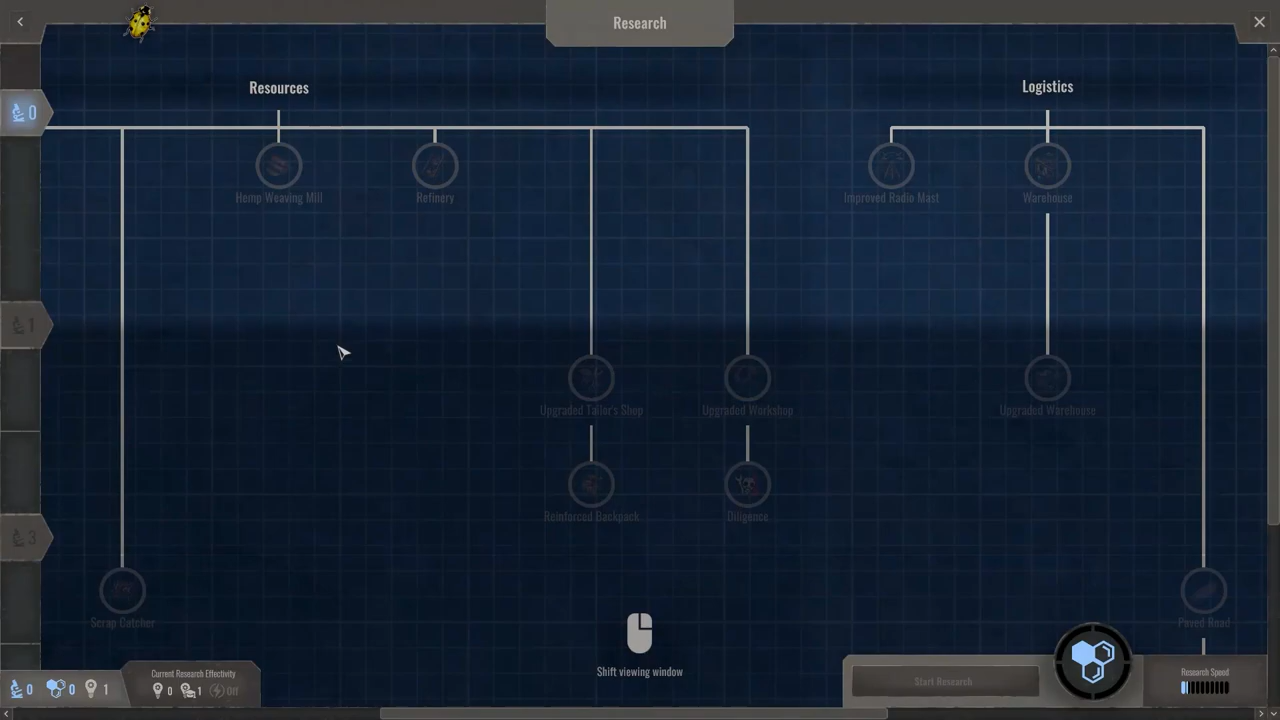 Research
Resources
Logistics
0
Hemp Weaving Mill
Refinery
Improved Radio Mast
Warehouse
1
Upgraded Tailor's Shop
Upgraded Workshop
Upgraded Warehouse
Reinforced Backpack
Diligence
3
Scrap Catcher
Paved Road
Shift viewing window
Current Research Effectivity
0 0 1
0 1 Off
Start Research
Research Speed